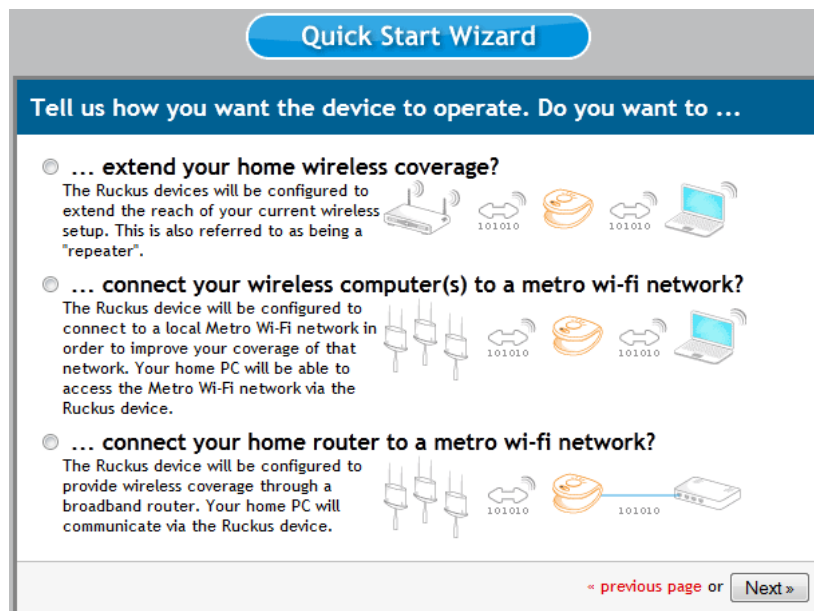 Quick Start Wizard
Tell us how you want the device to operate. Do you want to ...
... extend your home wireless coverage?
The Ruckus devices will be configured to
extend the reach of your current wireless
setup. This is also referred to as being a
"repeater".
101010
101010
... connect your wireless computer(s) to a metro wi-fi network?
The Ruckus device will be configured to
connect to a local Metro Wi-Fi network in
order to improve your coverage of that
network. Your home PC will be able to
access the Metro Wi-Fi network via the
Ruckus device.
101010
101010
... connect your home router to a metro wi-fi network?
The Ruckus device will be configured to
provide wireless coverage through a
broadband router. Your home PC will
communicate via the Ruckus device.
101010
101010
« previous page or Next »